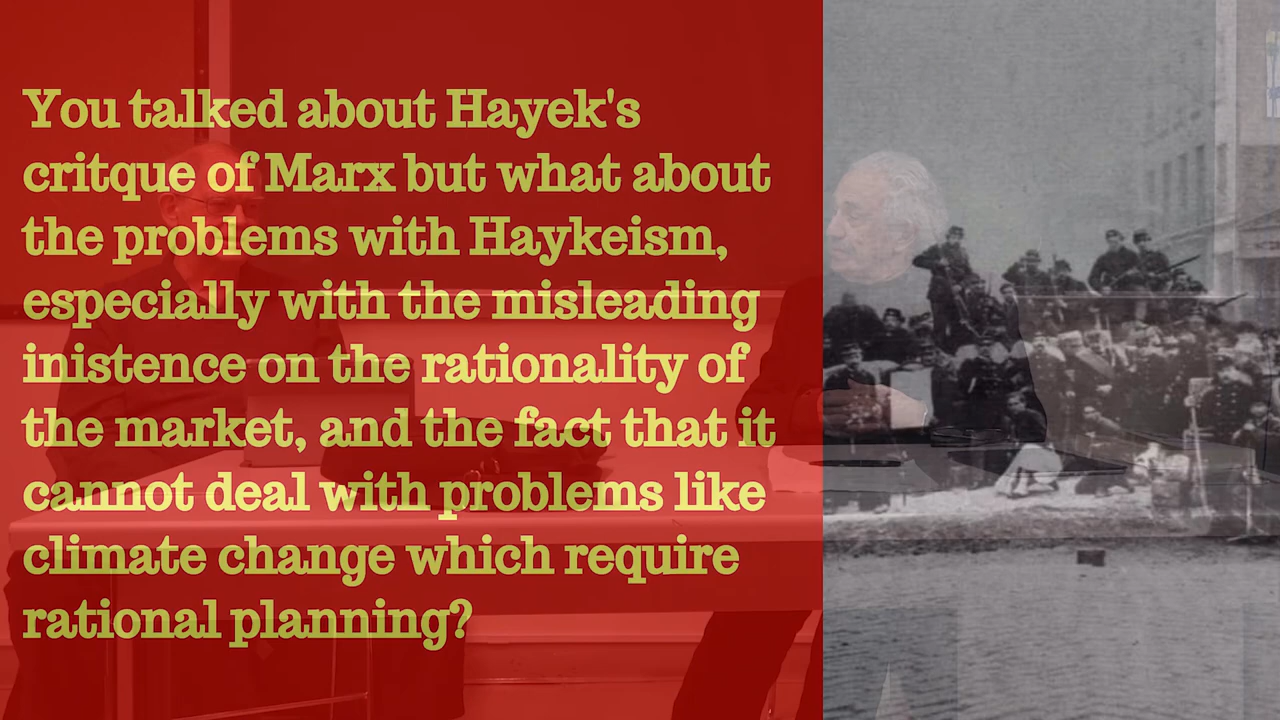 You talked about Hayek's
critque of Marx but what about
the problems with Haykeism,
especially with the misleading
inistence on the rationality of
the market, and the fact that it
cannot deal with problems like
climate change which require
rational planning?